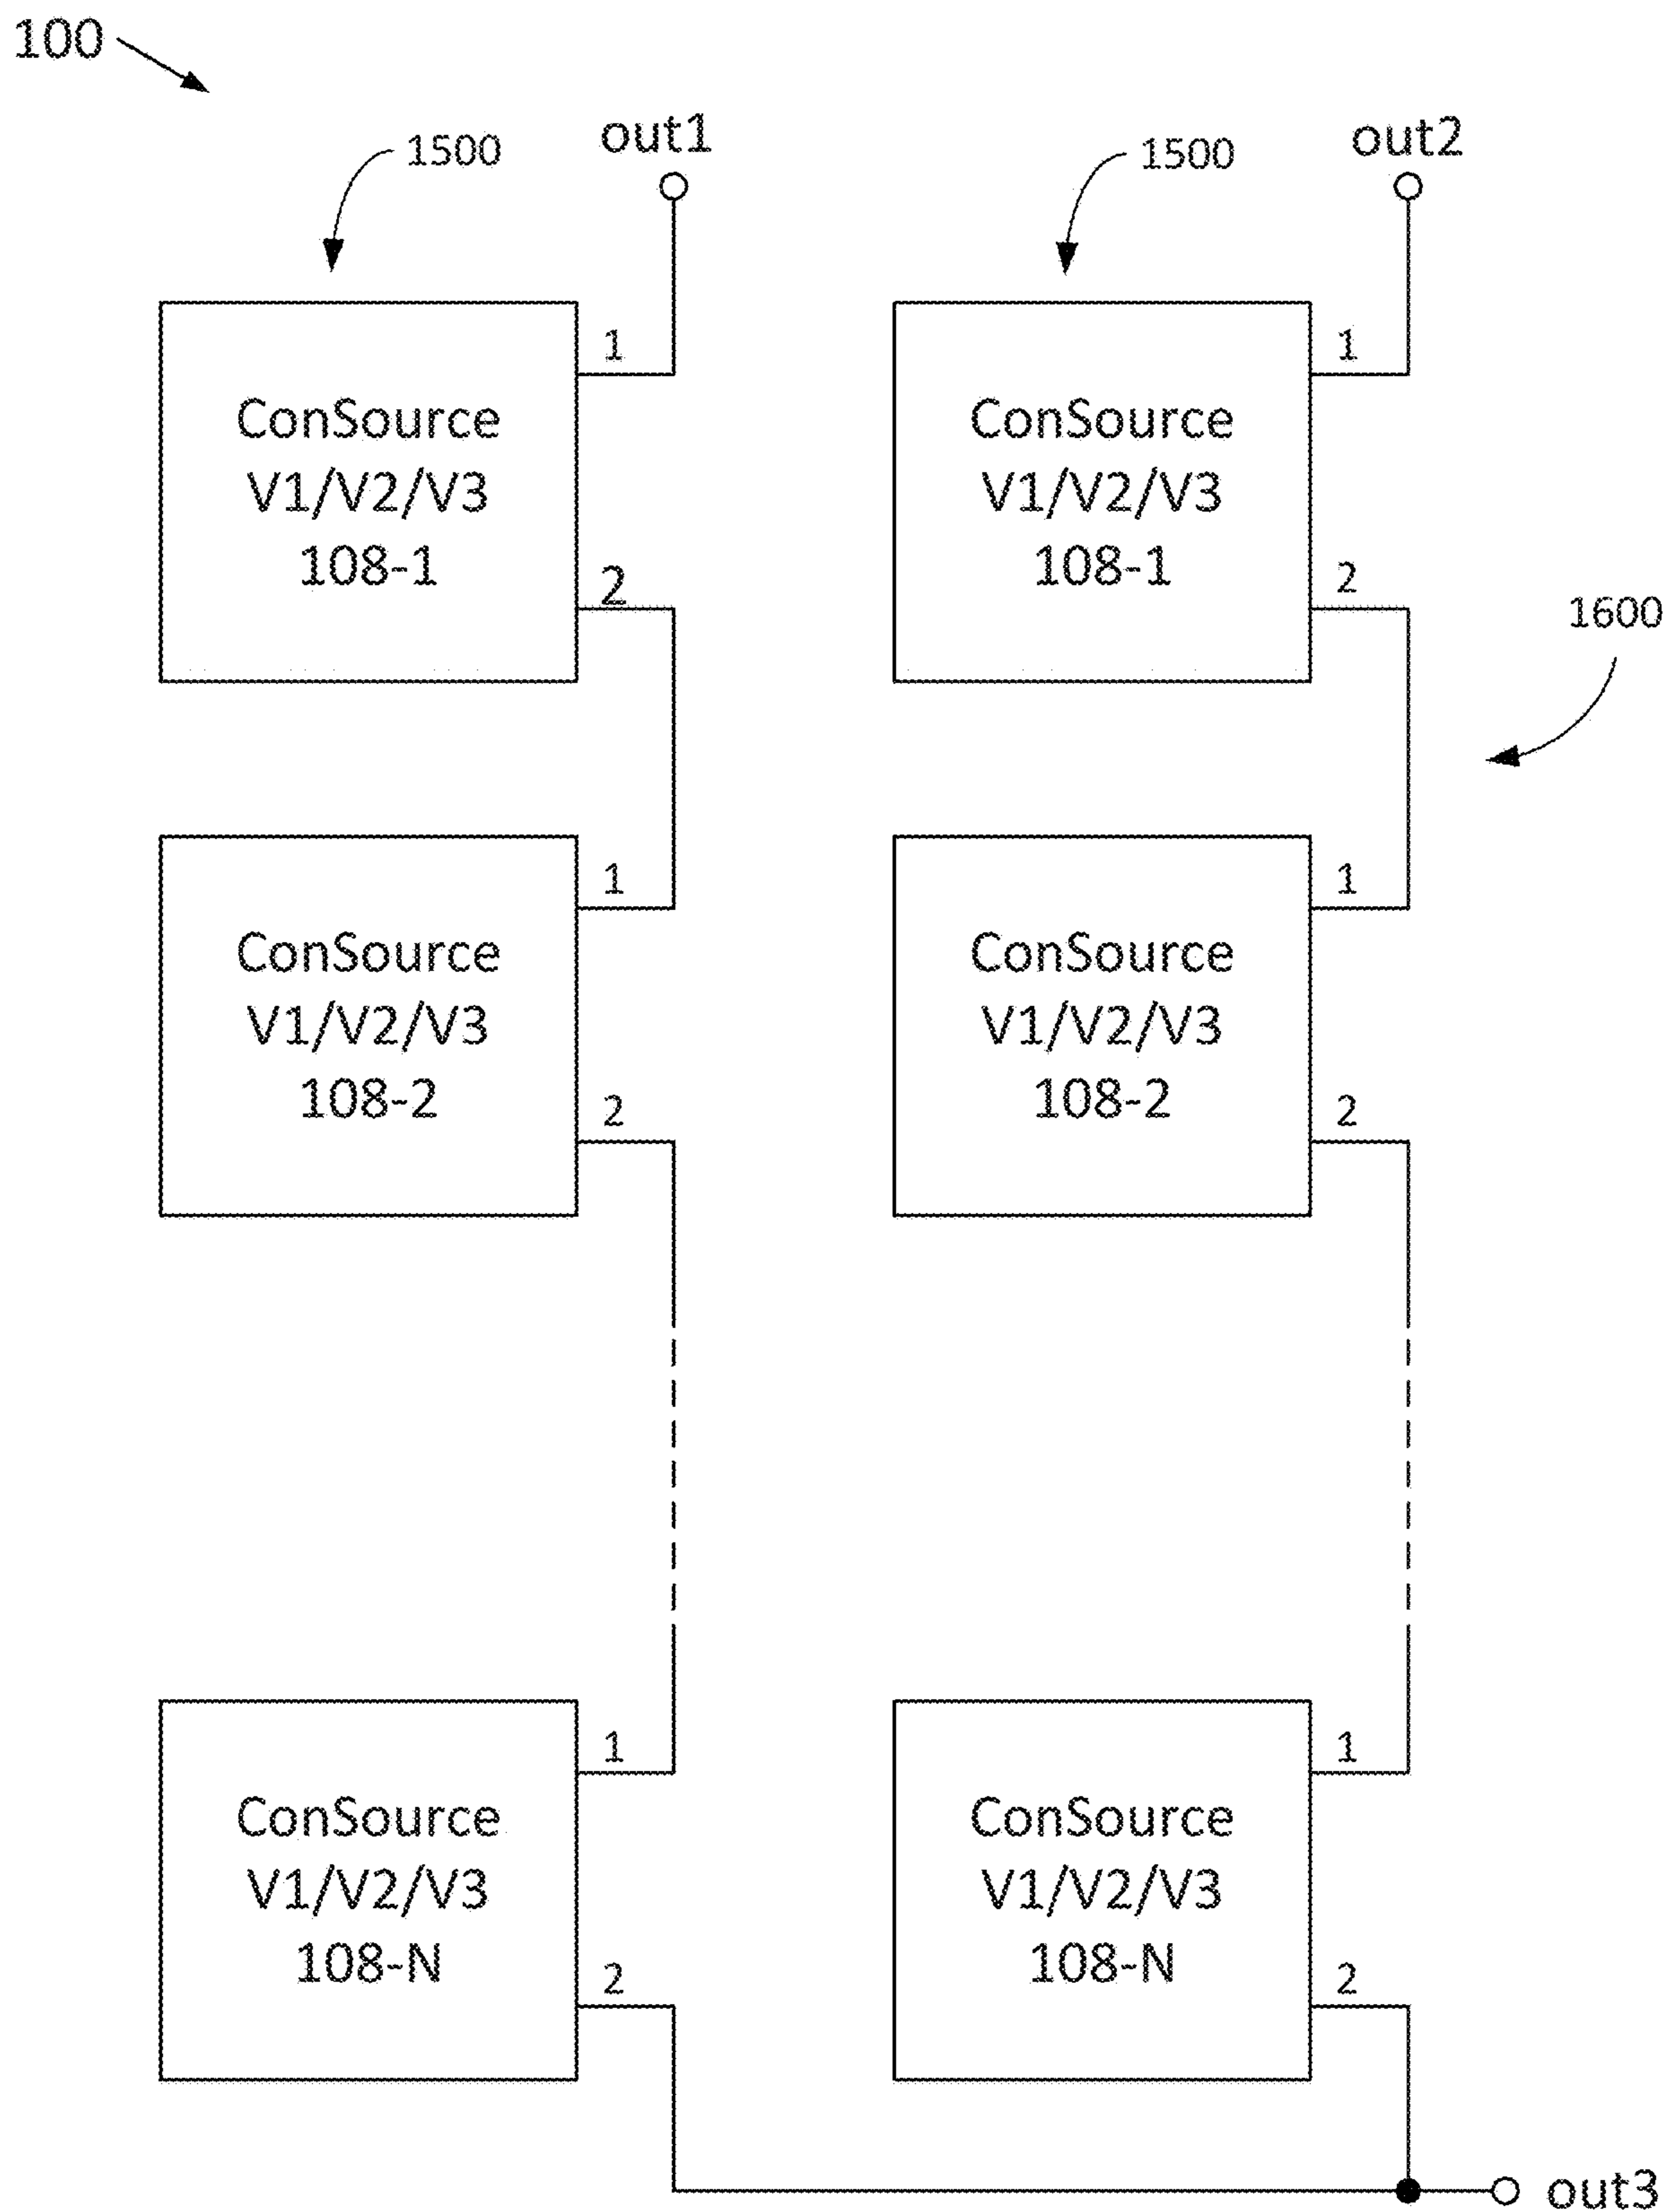 100
1500
out1
1500
out2
1
ConSource
V1/V2/V3
108-1
2
1
ConSource
V1/V2/V3
108-1
2
1600
1
ConSource
V1/V2/V3
108-2
2
1
ConSource
V1/V2/V3
108-2
2
1
ConSource
V1/V2/V3
108-N
2
1
ConSource
V1/V2/V3
108-N
2
out3